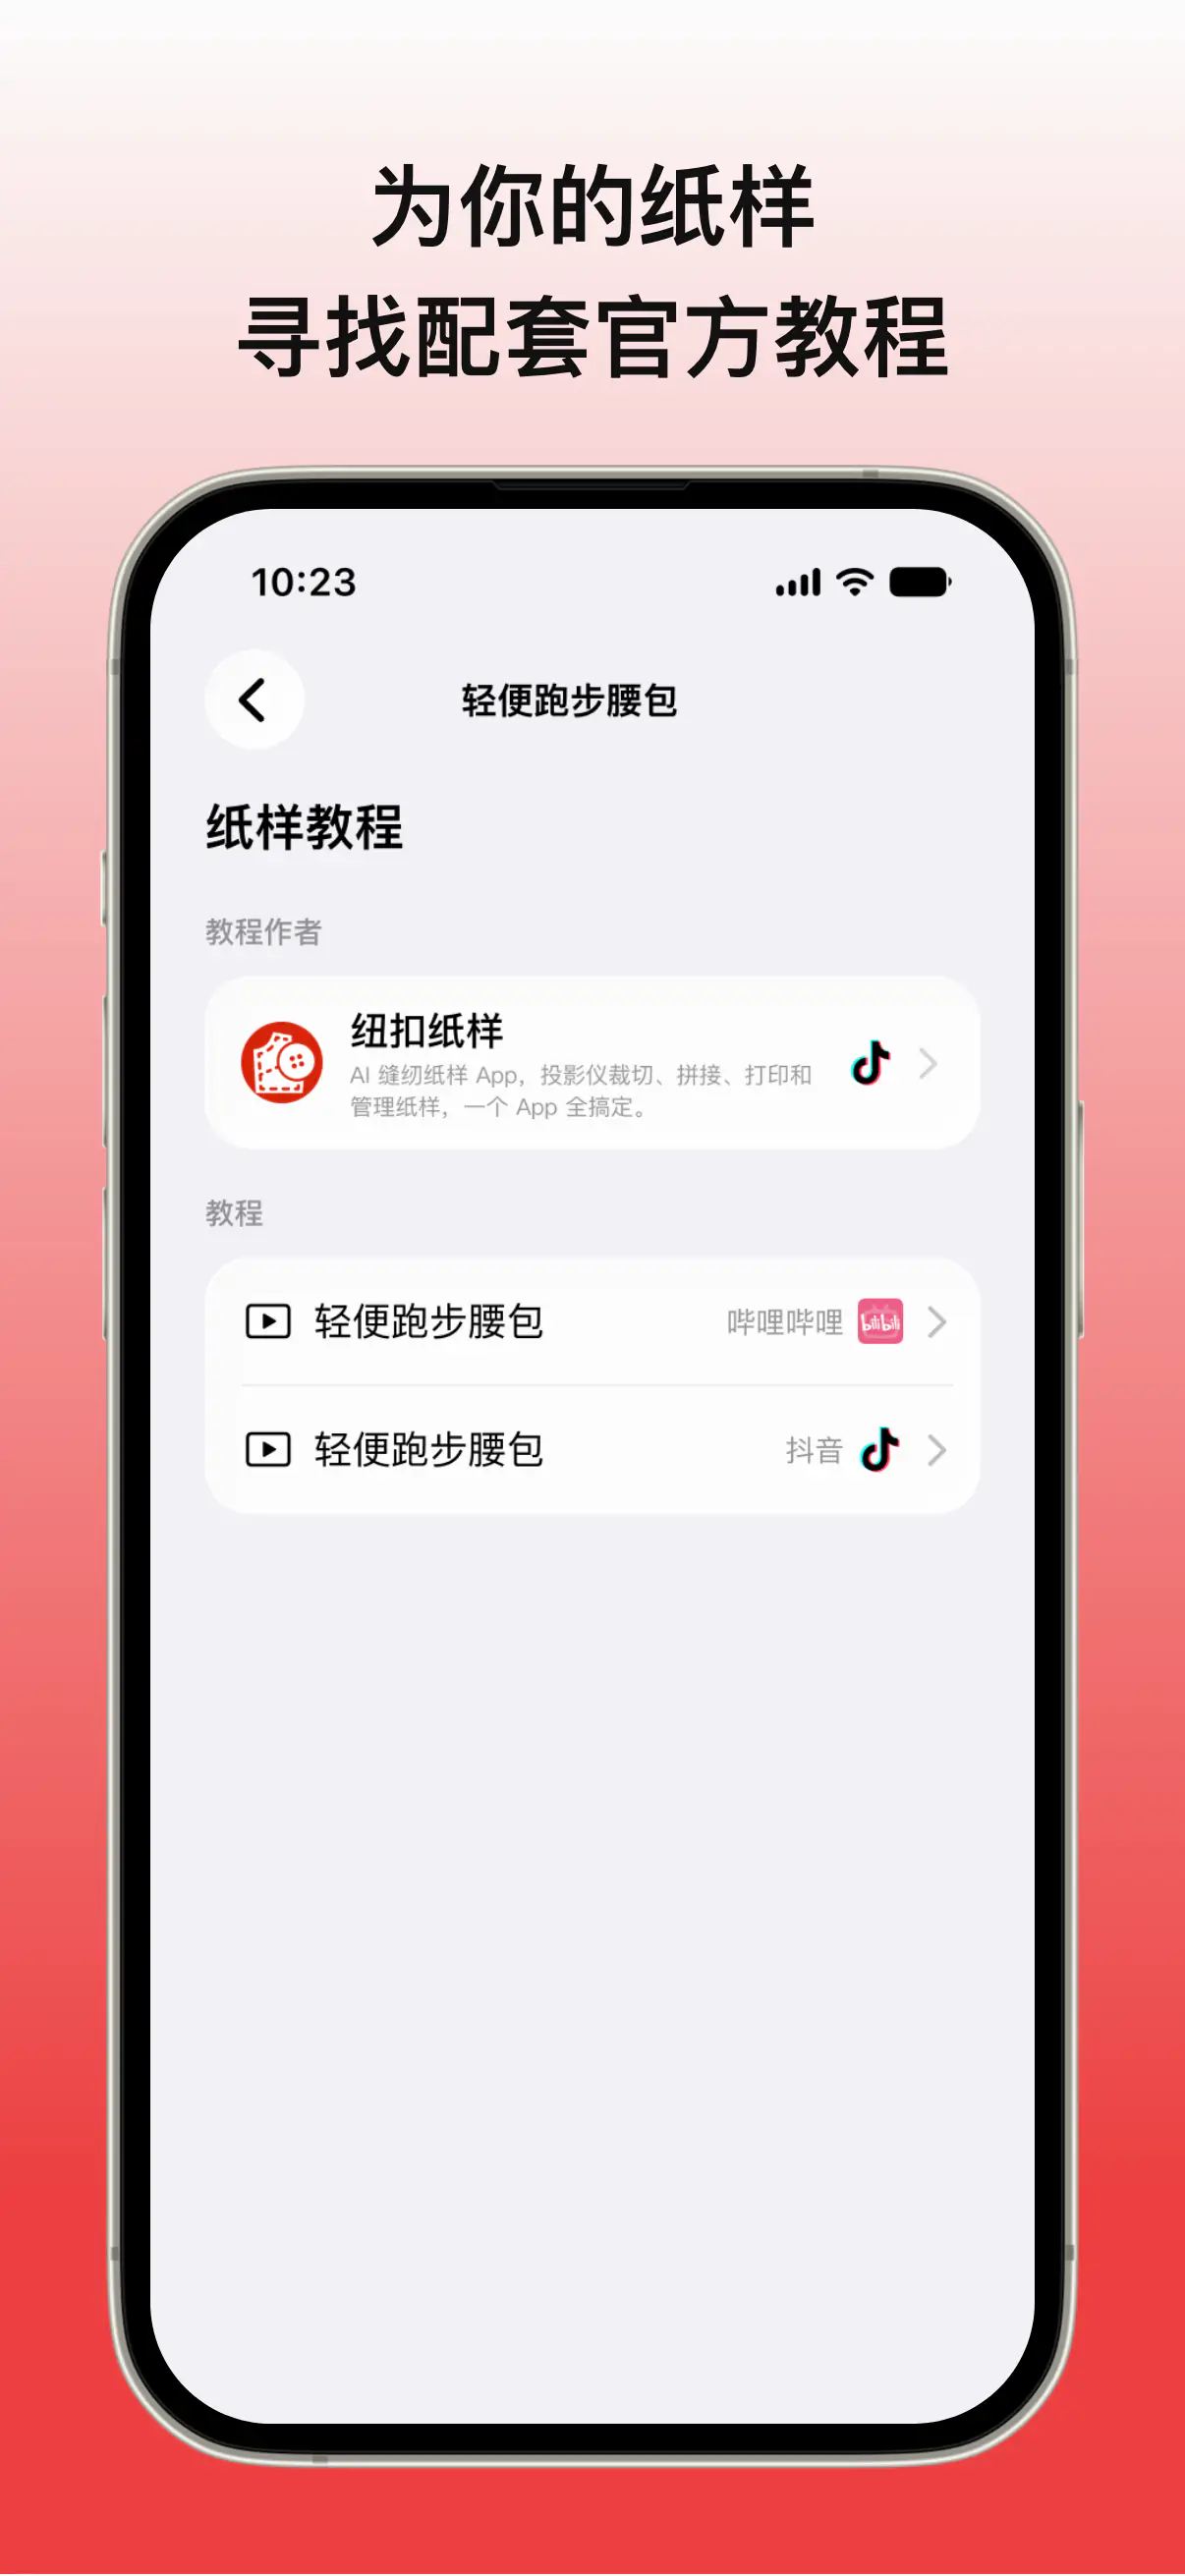 为你的纸样
寻找配套官方教程
10:23
轻便跑步腰包
纸样教程
教程作者
纽扣纸样
AI 缝纫纸样 App，投影仪裁切、拼接、打印和
管理纸样，一个 App 全搞定。
教程
轻便跑步腰包 哔哩哔哩 bilibili
轻便跑步腰包 抖音